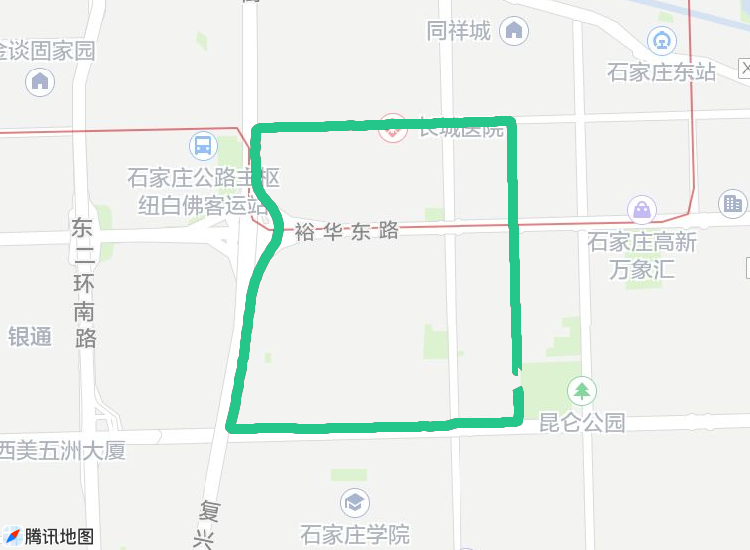 同祥城
金谈固家园
石家庄东站
长城医院
石家庄公路主枢
纽白佛客运站
裕华东路
东二环南路
石家庄高新
万象汇
银通
昆仑公园
西美五洲大厦
复兴
石家庄学院
腾讯地图